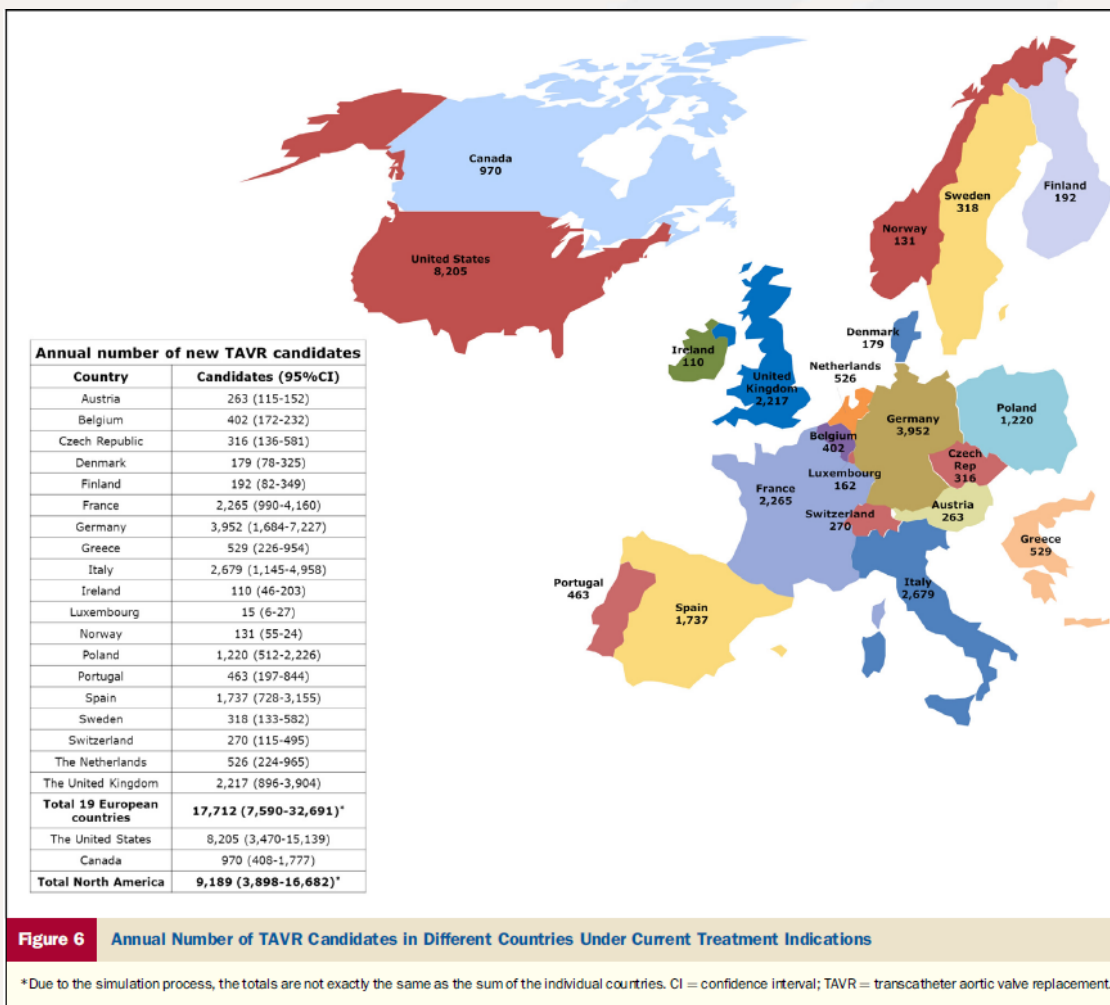 Canada
970
United States
8,205
Finland
192
Sweden
318
Norway
131
Denmark
179
Ireland
110
Netherlands
526
United
Kingdom
2,217
Germany
3,952
Poland
1,220
Belgium
402
Czech
Rep
316
Luxembourg
162
France
2,265
Austria
263
Switzerland
270
Greece
529
Portugal
463
Italy
2,679
Spain
1,737
Annual number of new TAVR candidates
Country Candidates (95%CI)
Austria 263 (115-152)
Belgium 402 (172-232)
Czech Republic 316 (136-581)
Denmark 179 (78-325)
Finland 192 (82-349)
France 2,265 (990-4,160)
Germany 3,952 (1,684-7,227)
Greece 529 (226-954)
Italy 2,679 (1,145-4,958)
Ireland 110 (46-203)
Luxembourg 15 (6-27)
Norway 131 (55-24)
Poland 1,220 (512-2,226)
Portugal 463 (197-844)
Spain 1,737 (728-3,155)
Sweden 318 (133-582)
Switzerland 270 (115-495)
The Netherlands 526 (224-965)
The United Kingdom 2,217 (896-3,904)
Total 19 European
countries 17,712 (7,590-32,691)*
The United States 8,205 (3,470-15,139)
Canada 970 (408-1,777)
Total North America 9,189 (3,898-16,682)*
Figure 6 Annual Number of TAVR Candidates in Different Countries Under Current Treatment Indications
*Due to the simulation process, the totals are not exactly the same as the sum of the individual countries. CI = confidence interval; TAVR = transcatheter aortic valve replacement.